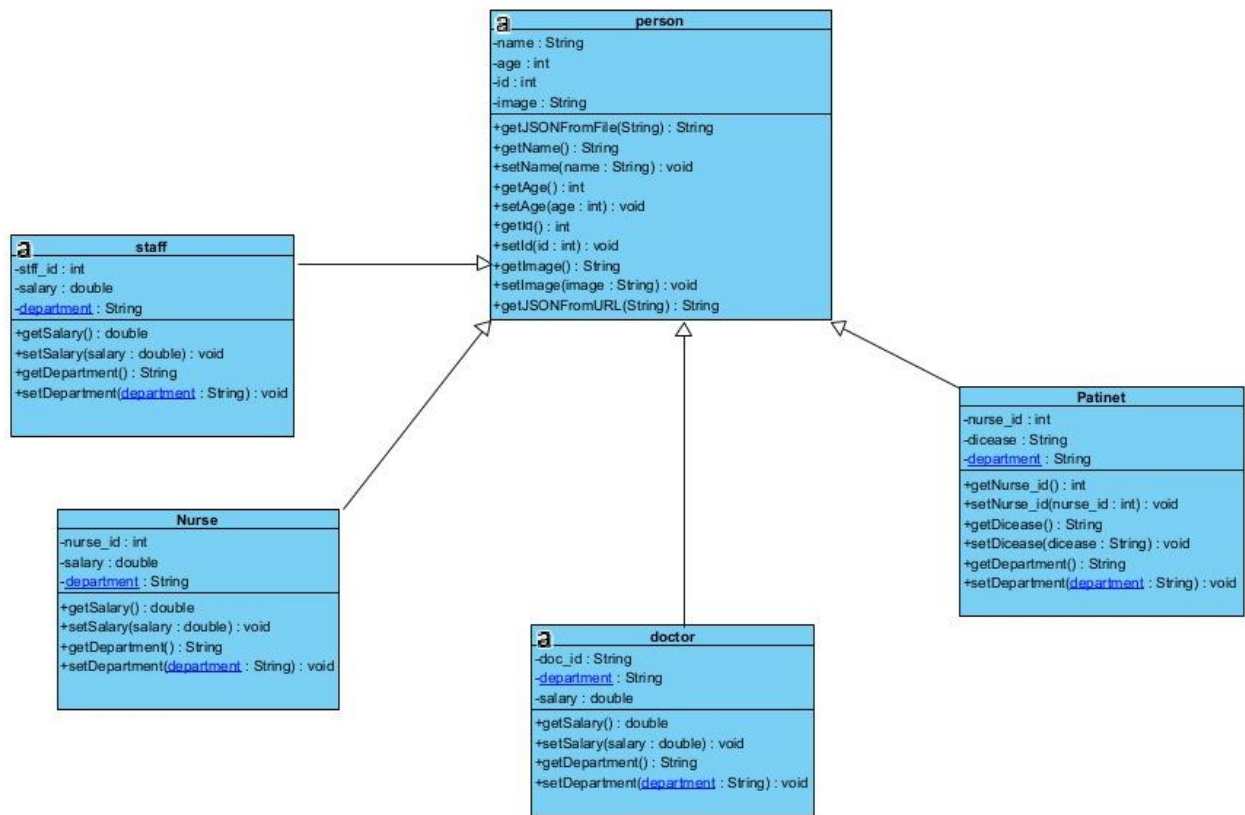 a
person
-name : String
-age : int
-id : int
-image : String
+getJSONFromFile(String) : String
+getName() : String
+setName(name : String) : void
+getAge() : int
+setAge(age : int) : void
+getId() : int
+setId(id : int) : void
+getImage() : String
+setImage(image : String) : void
+getJSONFromURL(String) : String
a
staff
-stff_id : int
-salary : double
-department : String
+getSalary() : double
+setSalary(salary : double) : void
+getDepartment() : String
+setDepartment(department : String) : void
Patinet
-nurse_id : int
-dicease : String
-department : String
+getNurse_id() : int
+setNurse_id(nurse_id : int) : void
+getDicease() : String
+setDicease(dicease : String) : void
+getDepartment() : String
+setDepartment(department : String) : void
Nurse
-nurse_id : int
-salary : double
-department : String
+getSalary() : double
+setSalary(salary : double) : void
+getDepartment() : String
+setDepartment(department : String) : void
a
doctor
-doc_id : String
-department : String
-salary : double
+getSalary() : double
+setSalary(salary : double) : void
+getDepartment() : String
+setDepartment(department : String) : void